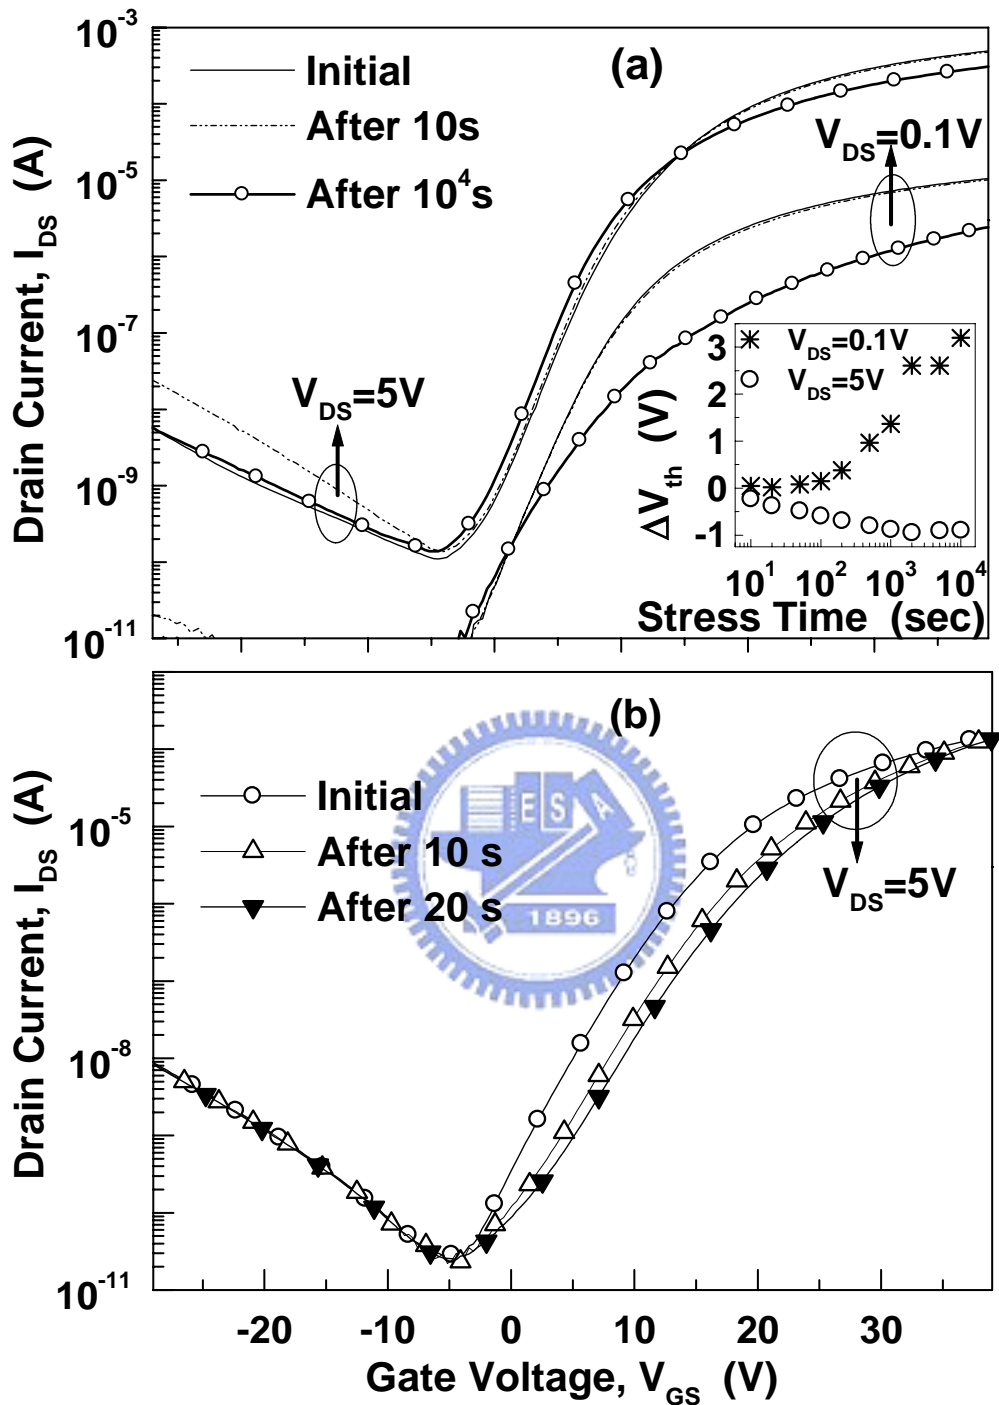 10^-3
10^-5
10^-7
10^-9
10^-11
Drain Current, I_DS (A)
Initial
After 10s
After 10^4s
(a)
V_DS=0.1V
V_DS=5V
3
2
1
0
-1
ΔV_th (V)
V_DS=0.1V
V_DS=5V
10^1 10^2 10^3 10^4
Stress Time (sec)
10^-5
10^-8
10^-11
Drain Current, I_DS (A)
Initial
After 10 s
After 20 s
(b)
V_DS=5V
E S A
1896
-20 -10 0 10 20 30
Gate Voltage, V_GS (V)